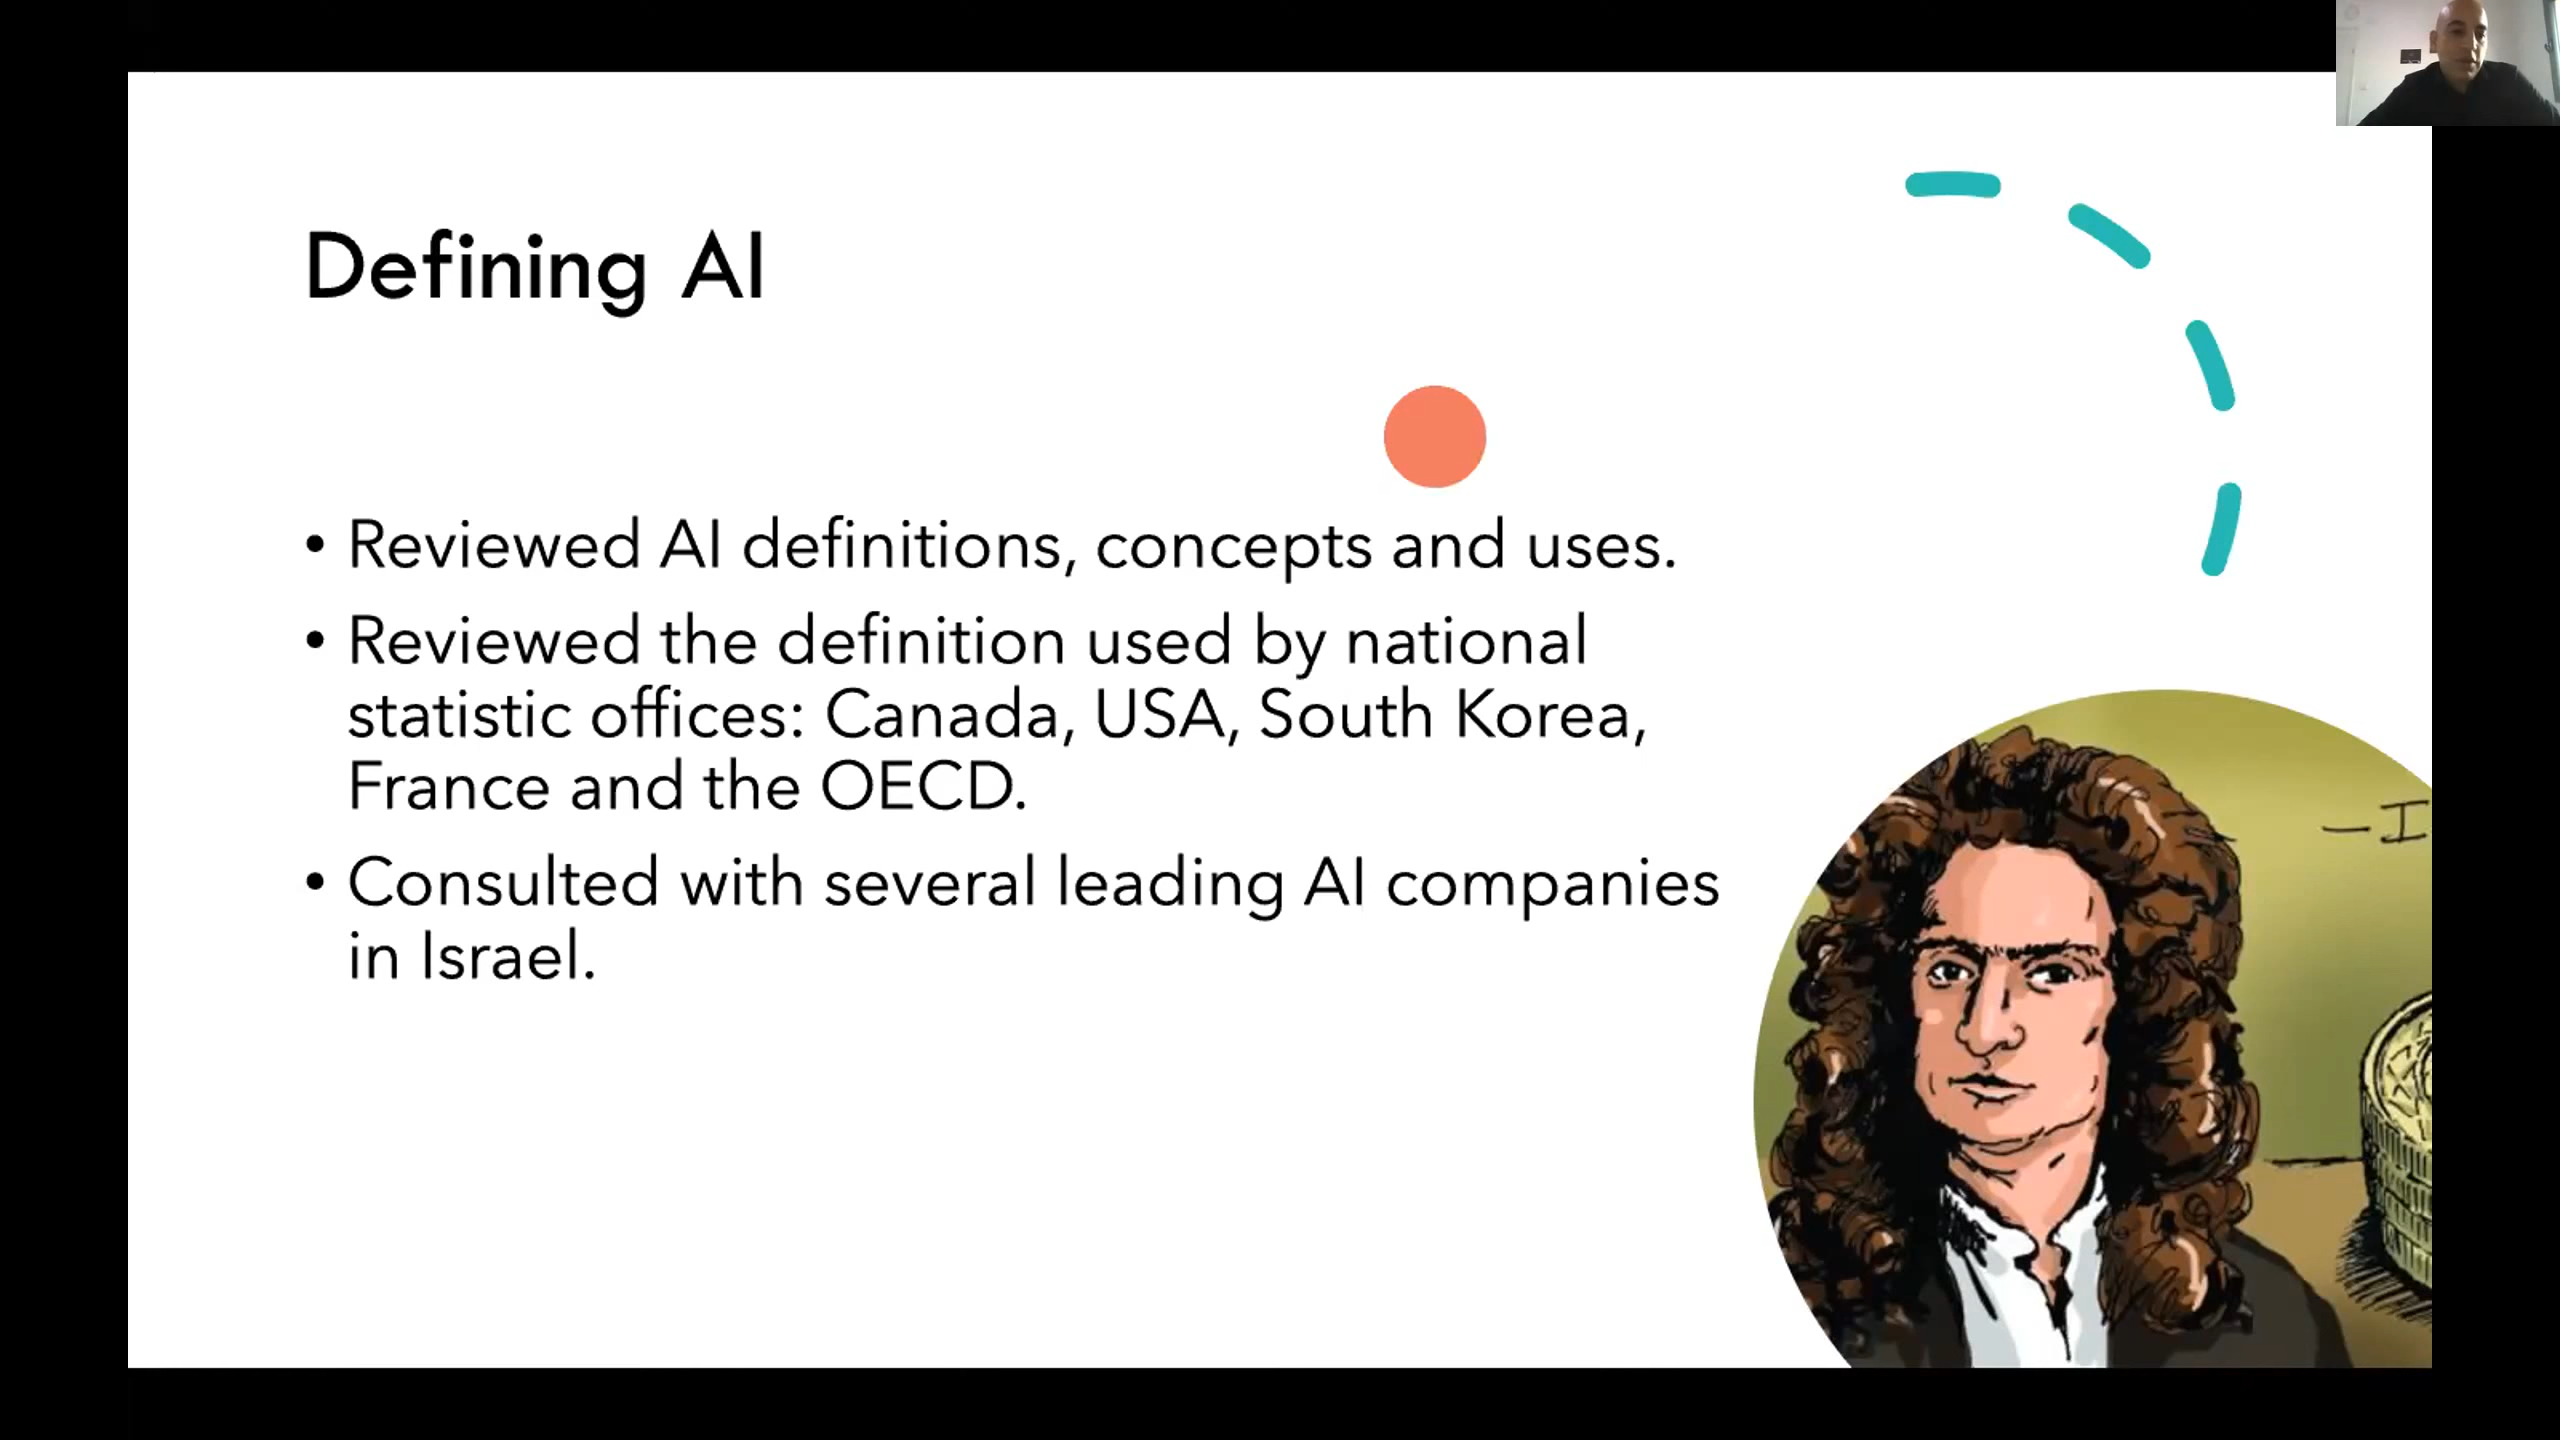 Defining AI
• Reviewed AI definitions, concepts and uses.
• Reviewed the definition used by national
statistic offices: Canada, USA, South Korea,
France and the OECD.
• Consulted with several leading AI companies
in Israel.